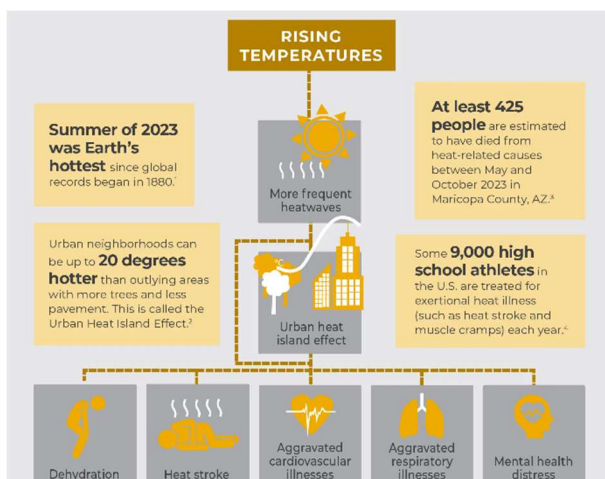 RISING
TEMPERATURES
Summer of 2023
was Earth's
hottest since global
records began in 1880.¹
More frequent
heatwaves
At least 425
people are estimated
to have died from
heat-related causes
between May and
October 2023 in
Maricopa County, AZ.³
Urban neighborhoods can
be up to 20 degrees
hotter than outlying areas
with more trees and less
pavement. This is called the
Urban Heat Island Effect.²
Urban heat
island effect
Some 9,000 high
school athletes in
the U.S. are treated for
exertional heat illness
(such as heat stroke and
muscle cramps) each year.⁴
Dehydration
Heat stroke
Aggravated
cardiovascular
illnesses
Aggravated
respiratory
illnesses
Mental health
distress